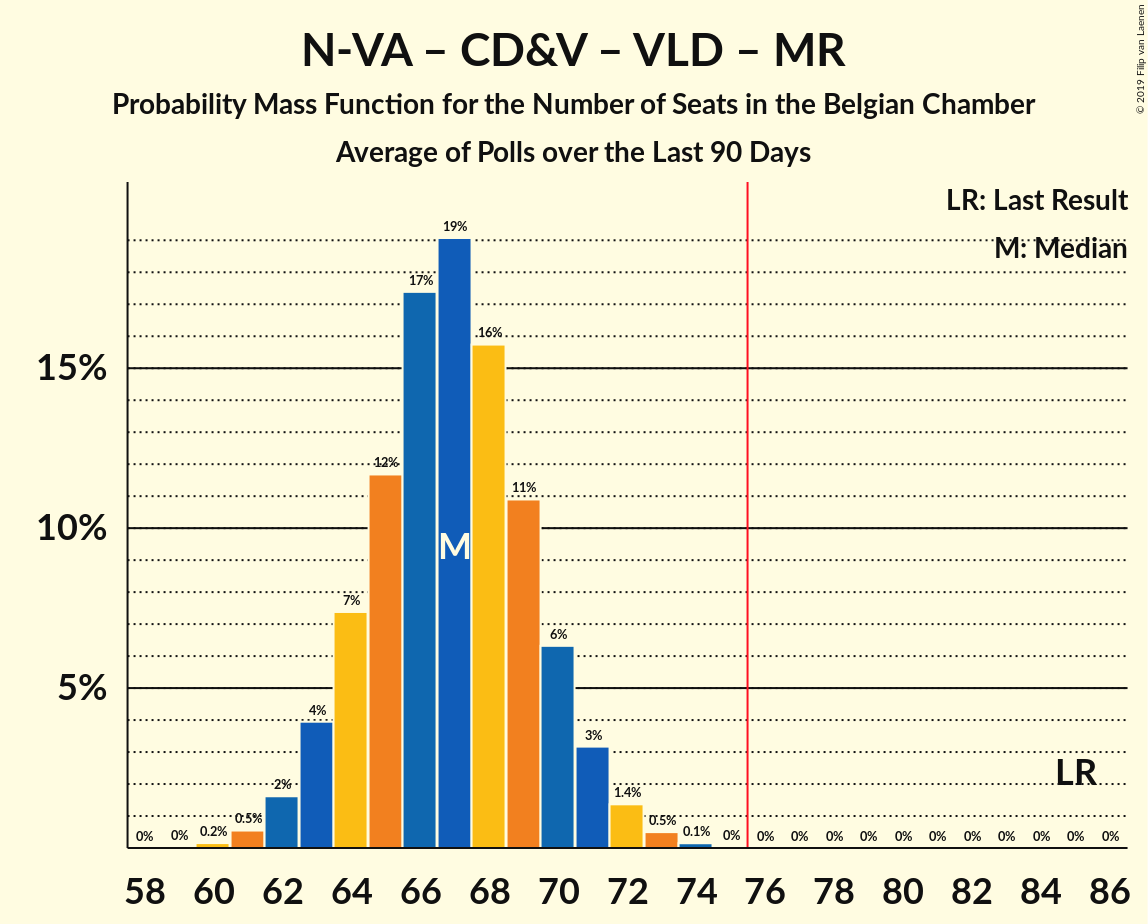 N-VA – CD&V – VLD – MR
Probability Mass Function for the Number of Seats in the Belgian Chamber
Average of Polls over the Last 90 Days
© 2019 Filip van Laenen
LR: Last Result
M: Median
19%
17%
16%
15%
12%
11%
10%
M
7%
6%
5%
4%
3%
LR
2%
1.4%
0% 0% 0.2% 0.5% 0.5% 0.1% 0% 0% 0% 0% 0% 0% 0% 0% 0% 0% 0% 0%
58 60 62 64 66 68 70 72 74 76 78 80 82 84 86